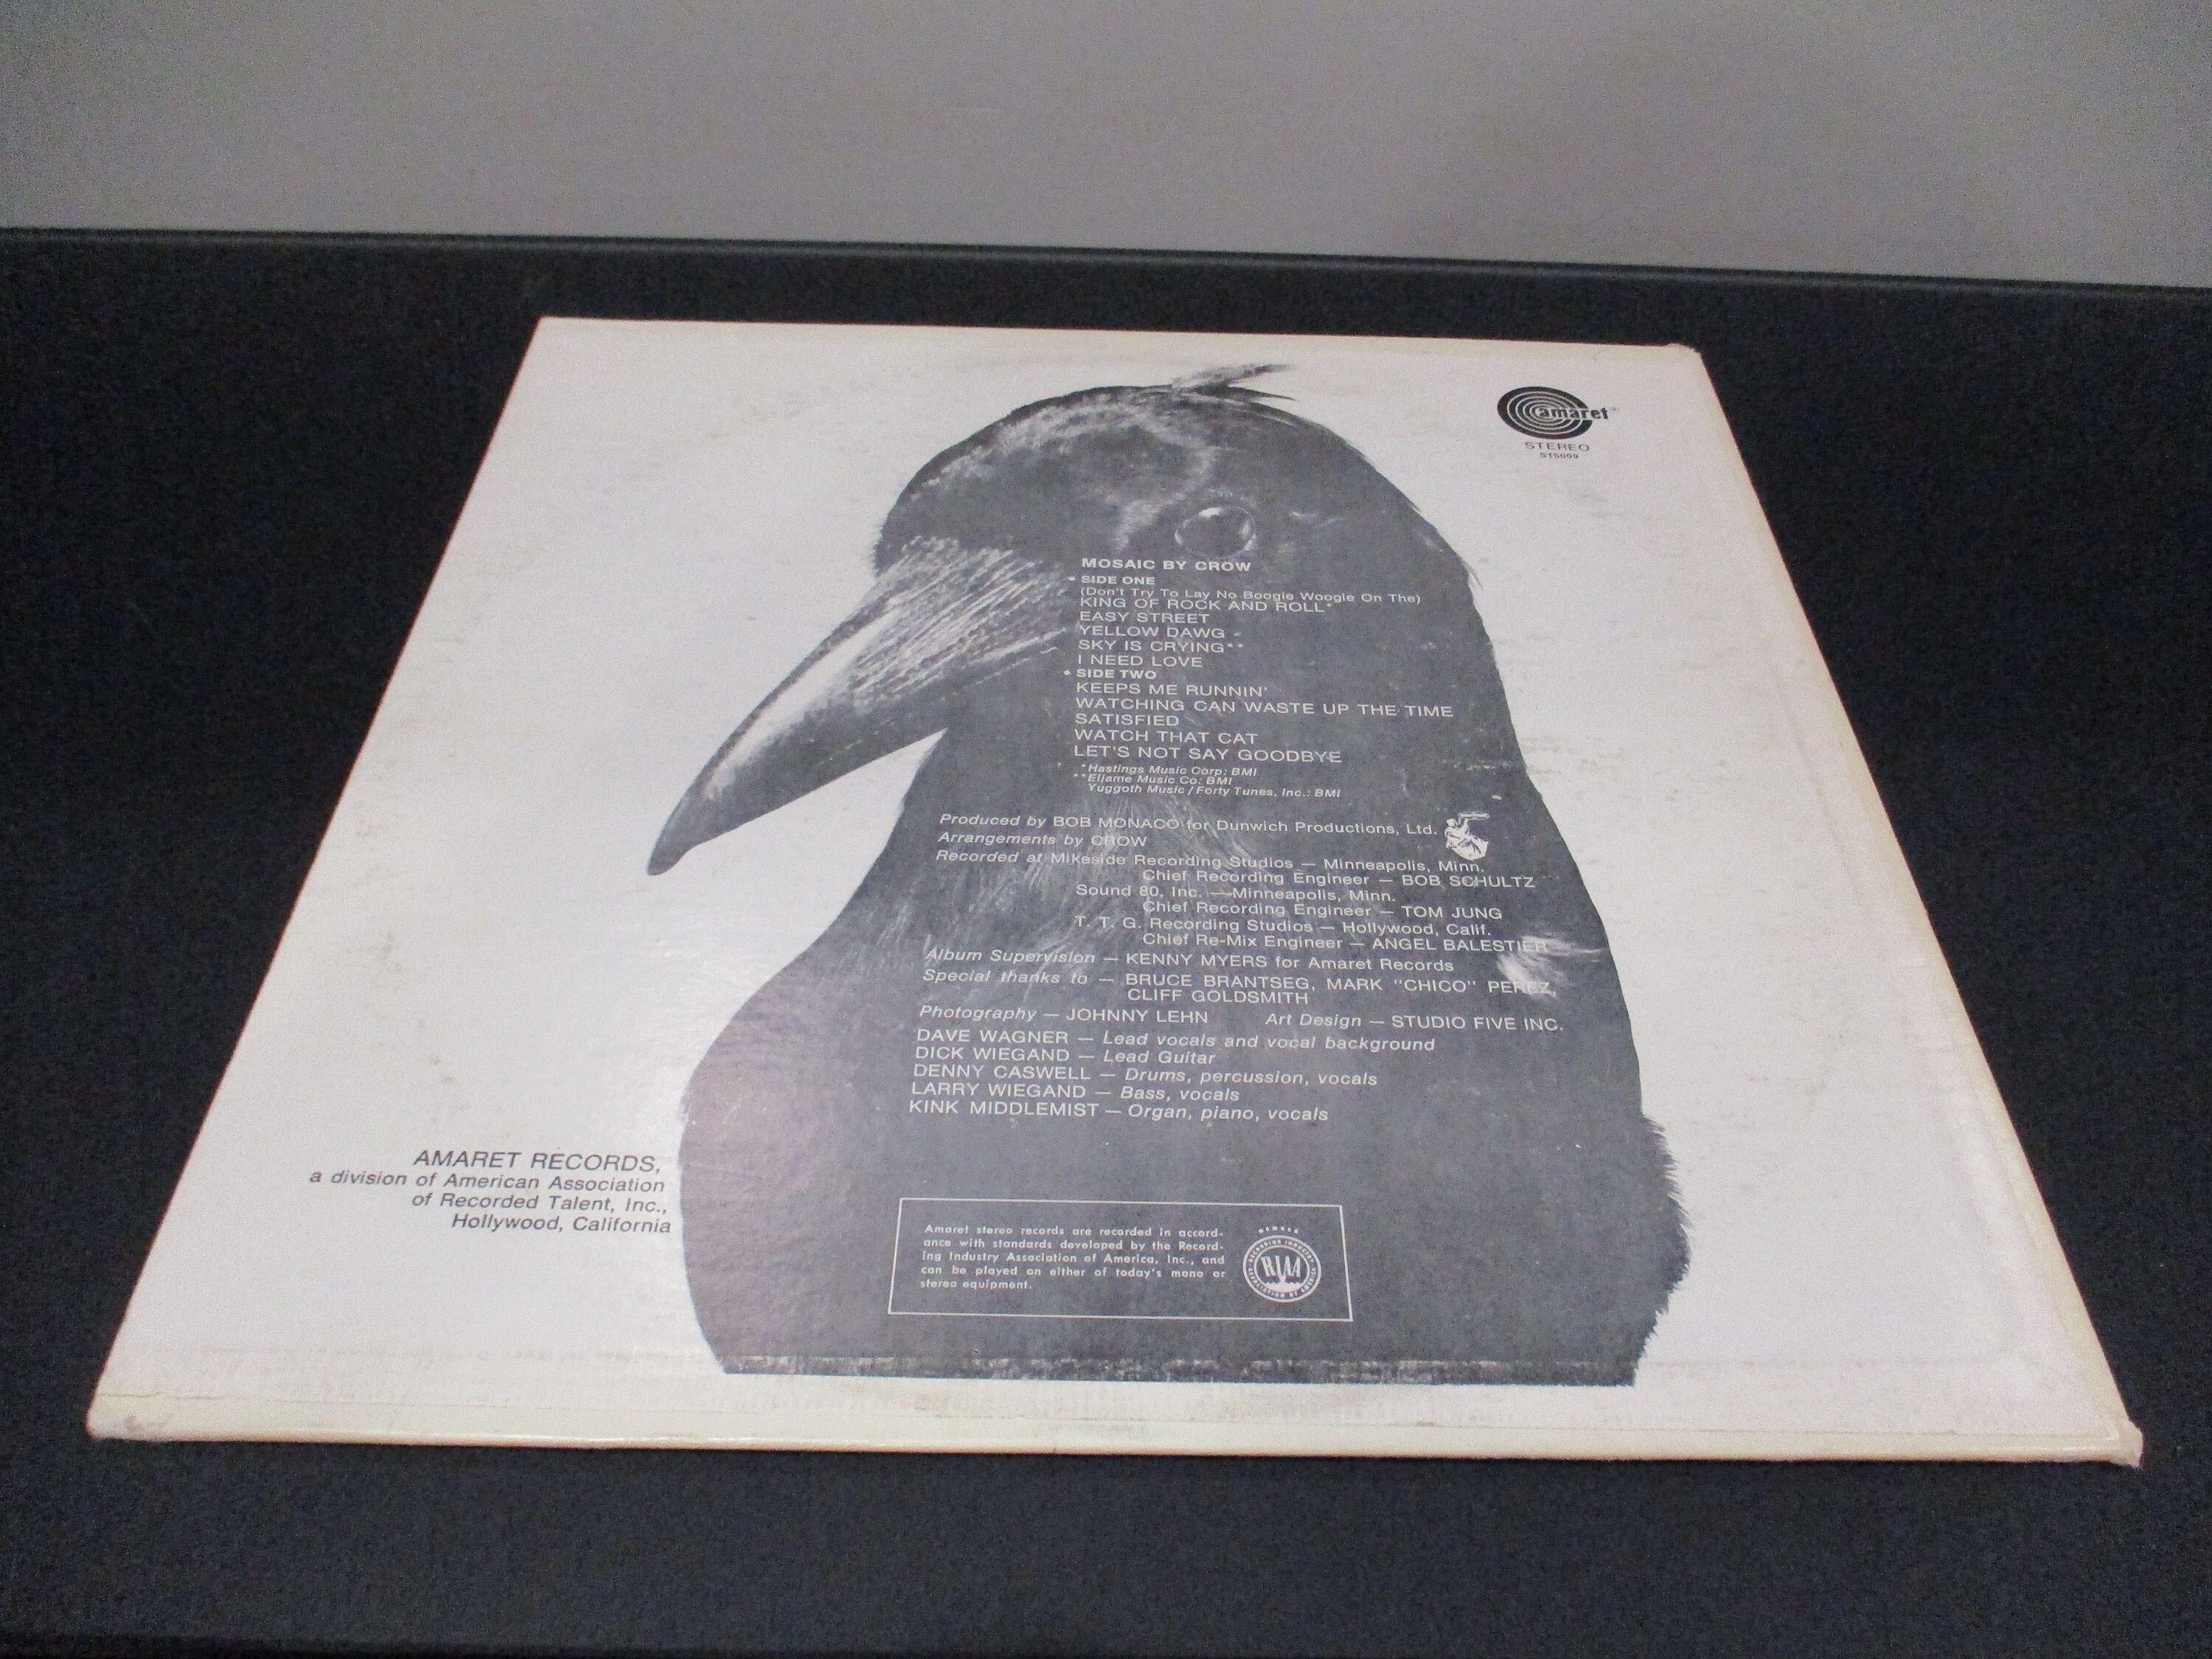 amaret®
STEREO
ST5009
MOSAIC BY CROW
• SIDE ONE
(Don't Try To Lay No Boogie Woogie On The)
KING OF ROCK AND ROLL*
EASY STREET
YELLOW DAWG
SKY IS CRYING**
I NEED LOVE
• SIDE TWO
KEEPS ME RUNNIN'
WATCHING CAN WASTE UP THE TIME
SATISFIED
WATCH THAT CAT
LET'S NOT SAY GOODBYE
*Hastings Music Corp: BMI
**Eljame Music Co: BMI
Yuggoth Music / Forty Tunes, Inc.: BMI
Produced by BOB MONACO for Dunwich Productions, Ltd.
Arrangements by CROW
Recorded at Mikeside Recording Studios — Minneapolis, Minn.
Chief Recording Engineer — BOB SCHULTZ
Sound 80, Inc. — Minneapolis, Minn.
Chief Recording Engineer — TOM JUNG
T. T. G. Recording Studios — Hollywood, Calif.
Chief Re-Mix Engineer — ANGEL BALESTIER
Album Supervision — KENNY MYERS for Amaret Records
Special thanks to — BRUCE BRANTSEG, MARK "CHICO" PEREZ,
CLIFF GOLDSMITH
Photography — JOHNNY LEHN Art Design — STUDIO FIVE INC.
DAVE WAGNER — Lead vocals and vocal background
DICK WIEGAND — Lead Guitar
DENNY CASWELL — Drums, percussion, vocals
LARRY WIEGAND — Bass, vocals
KINK MIDDLEMIST — Organ, piano, vocals
AMARET RECORDS,
a division of American Association
of Recorded Talent, Inc.,
Hollywood, California
Amaret stereo records are recorded in accord-
ance with standards developed by the Record-
ing Industry Association of America, Inc., and
can be played on either of today's mono or
stereo equipment.
MEMBER
RECORDING INDUSTRY
RIAA
ASSOCIATION OF AMERICA